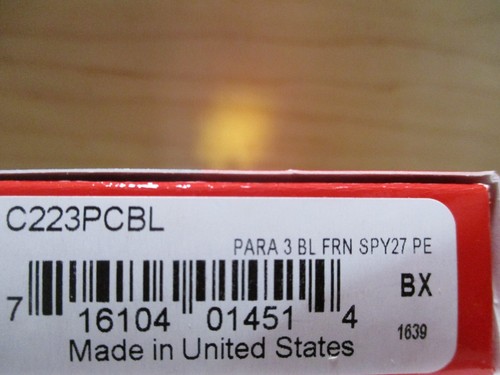 C223PCBL
PARA 3 BL FRN SPY27 PE
BX
7 16104 01451 4
1639
Made in United States